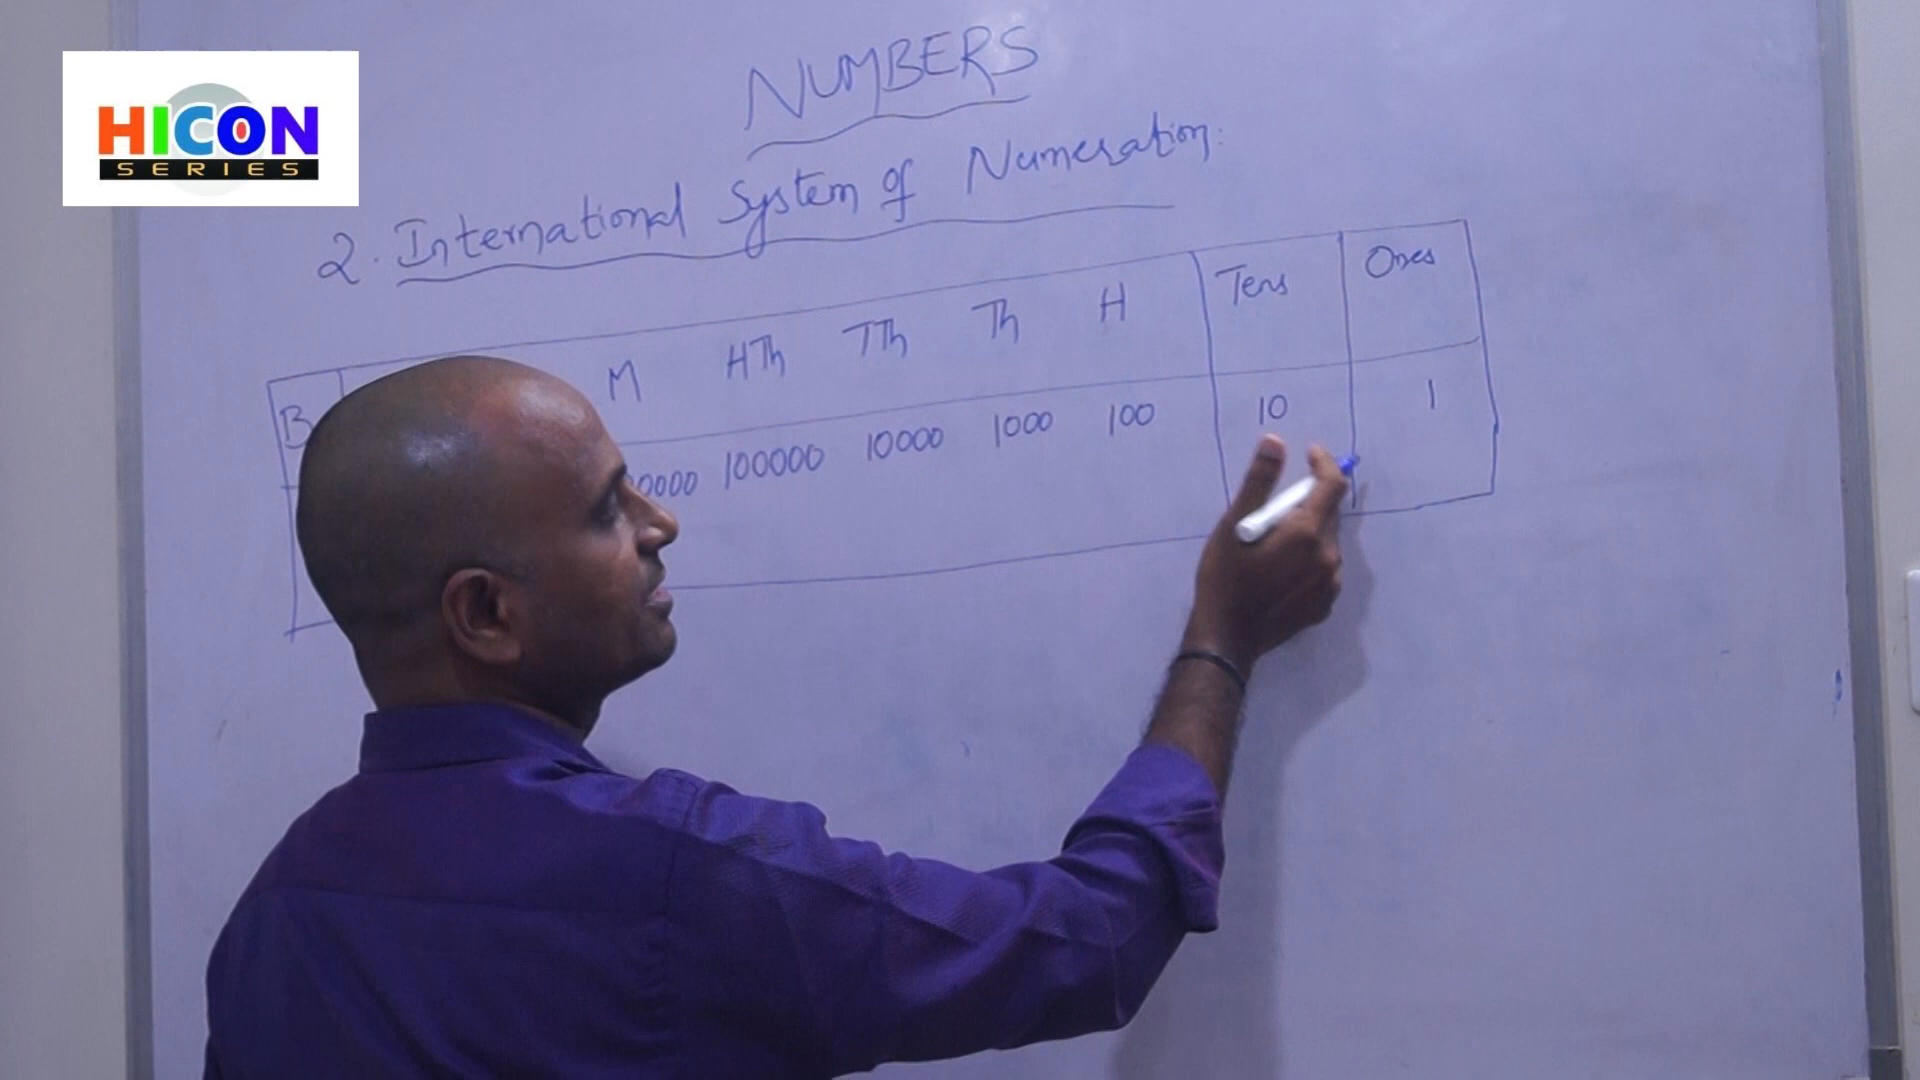 HICON
SERIES
NUMBERS
2. International System of Numeration:
B M HTh TTh Th H Tens Ones
0000 100000 10000 1000 100 10 1